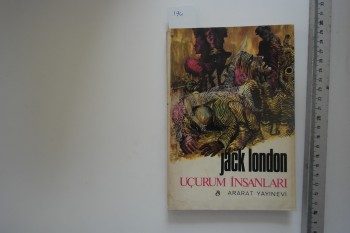 jack london
UÇURUM İNSANLARI
ARARAT YAYINEVİ